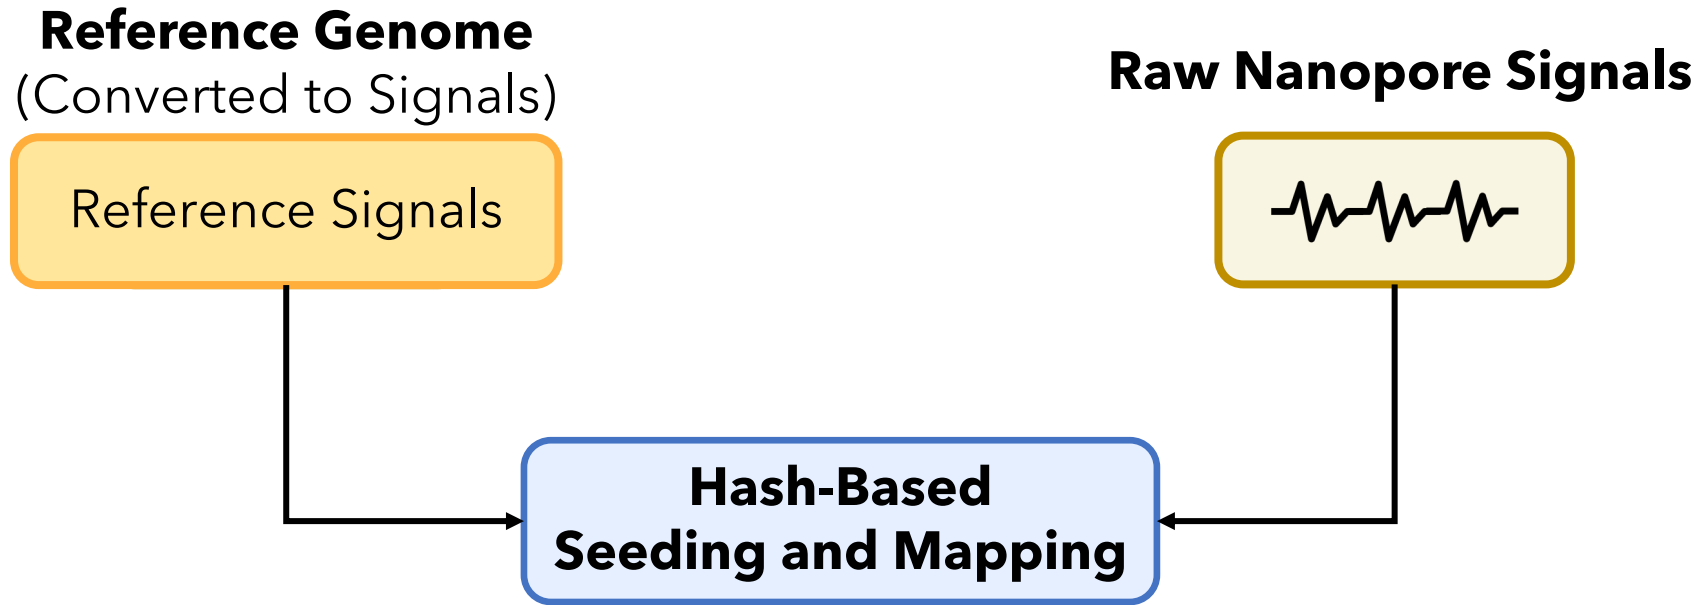 Reference Genome
(Converted to Signals)
Reference Signals
Raw Nanopore Signals
Hash-Based
Seeding and Mapping